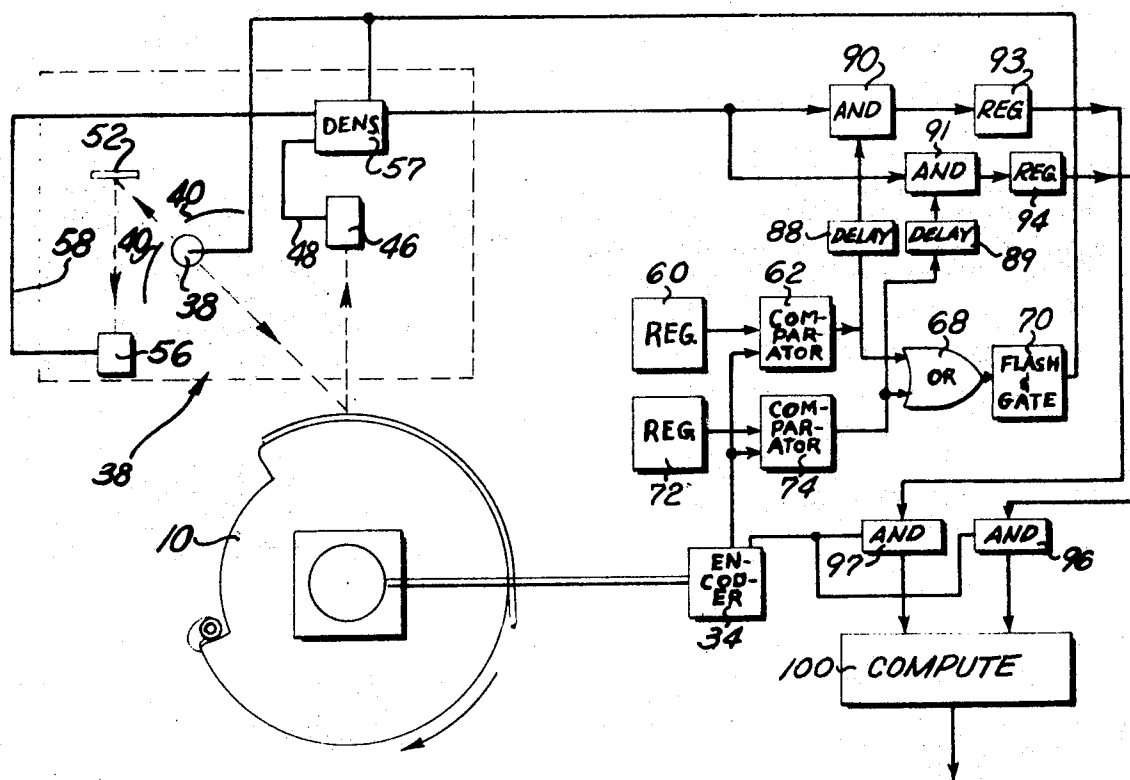 90
93
AND
REG
DENS
57
52
91
AND
REG.
94
40
58
40
38
48
46
88
DELAY
DELAY
89
60
REG.
62
COM-
PAR-
ATOR
68
OR
70
FLASH
&
GATE
56
38
REG
72
COM-
PAR-
ATOR
74
10
AND
97
AND
96
EN-
COD-
ER
34
100
COMPUTE